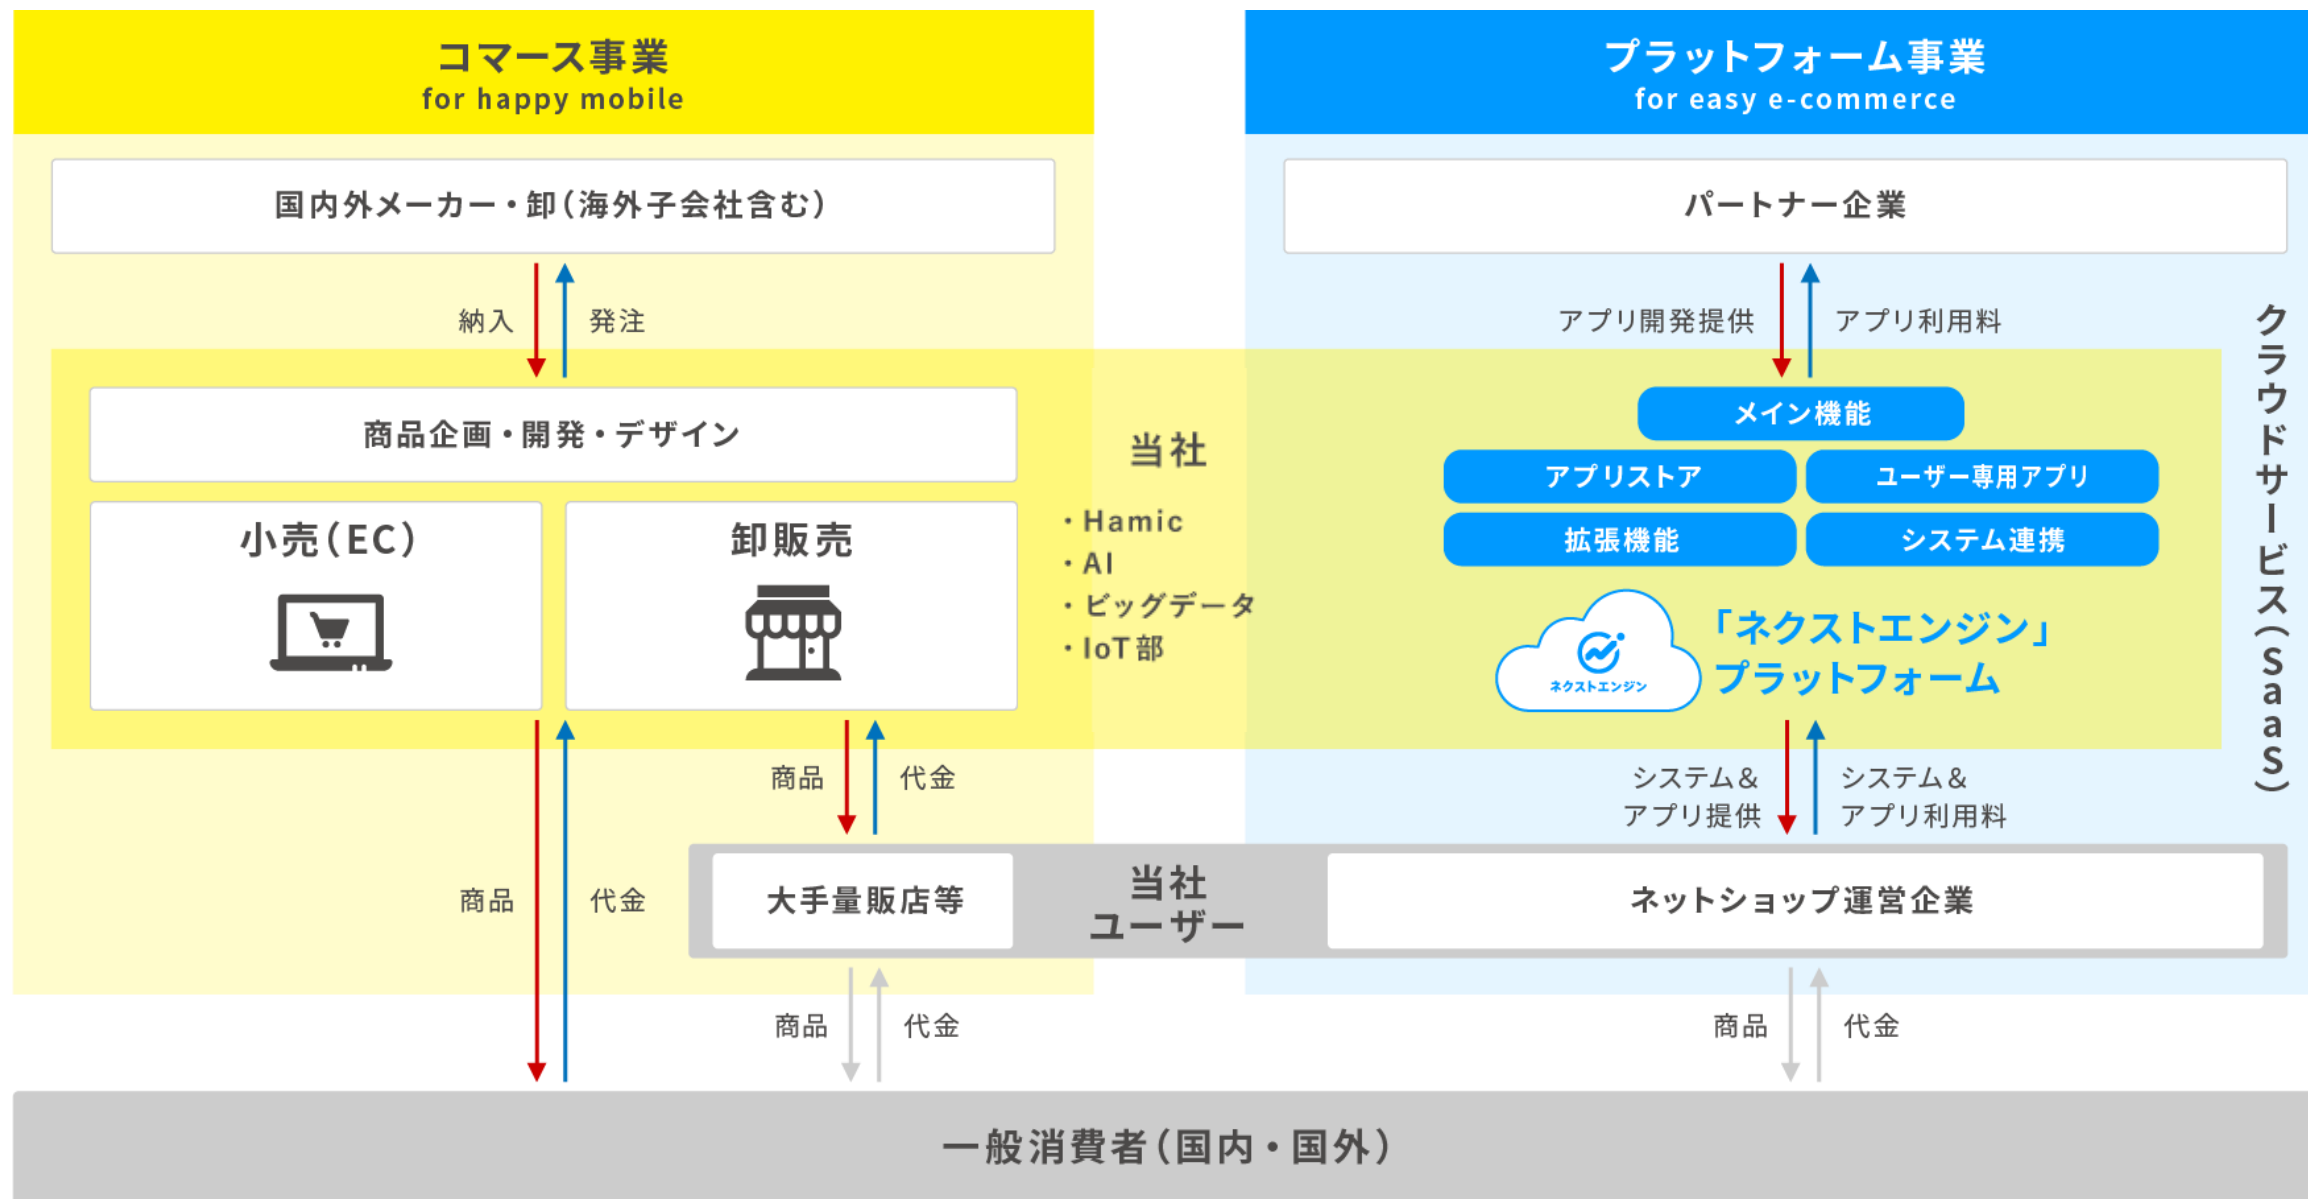 コマース事業
for happy mobile
プラットフォーム事業
for easy e-commerce
国内外メーカー・卸（海外子会社含む）
パートナー企業
納入
発注
アプリ開発提供
アプリ利用料
クラウドサービス（SaaS）
商品企画・開発・デザイン
小売（EC）
卸販売
当社
・Hamic
・AI
・ビッグデータ
・IoT部
メイン機能
アプリストア
ユーザー専用アプリ
拡張機能
システム連携
ネクストエンジン
「ネクストエンジン」
プラットフォーム
商品
代金
商品
代金
システム＆
アプリ提供
システム＆
アプリ利用料
大手量販店等
当社
ユーザー
ネットショップ運営企業
商品
代金
商品
代金
一般消費者（国内・国外）